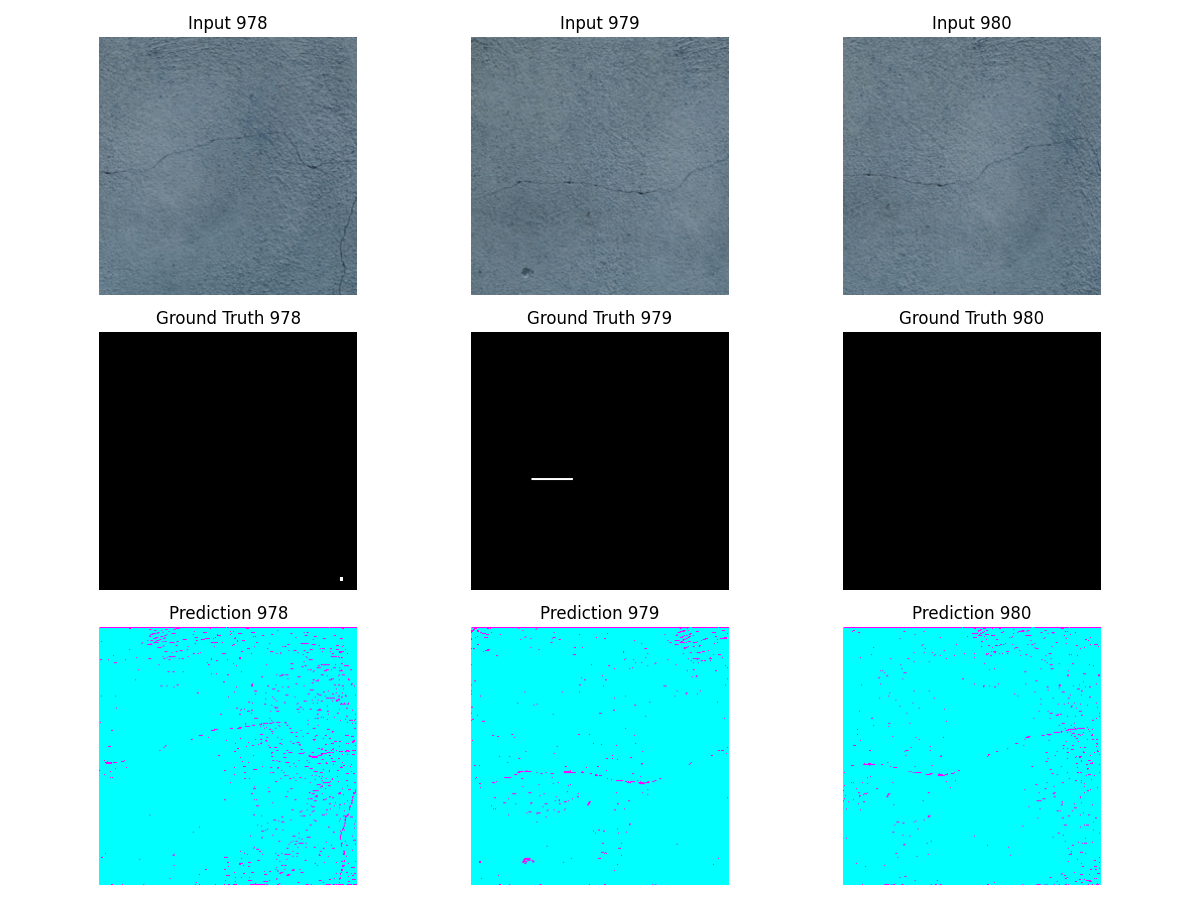 Input 978
Input 979
Input 980
Ground Truth 978
Ground Truth 979
Ground Truth 980
Prediction 978
Prediction 979
Prediction 980